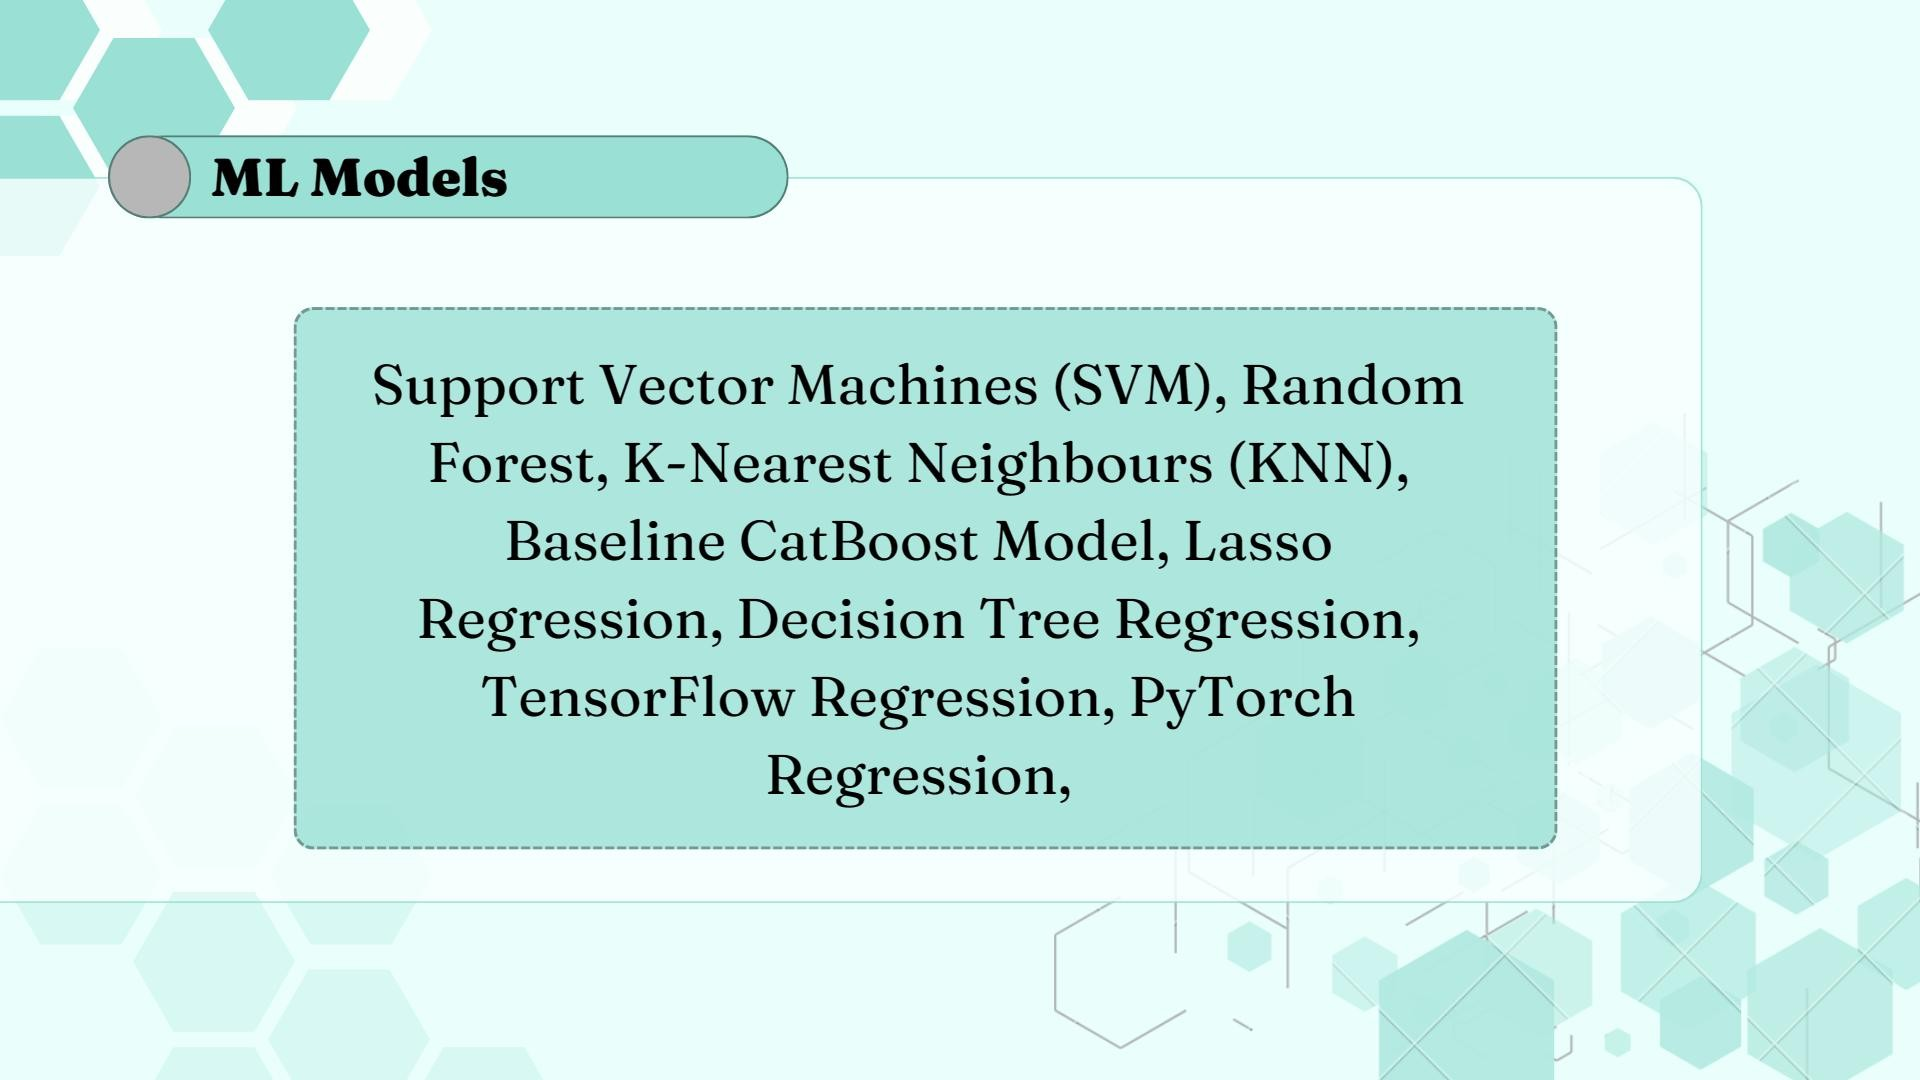 ML Models
Support Vector Machines (SVM), Random
Forest, K-Nearest Neighbours (KNN),
Baseline CatBoost Model, Lasso
Regression, Decision Tree Regression,
TensorFlow Regression, PyTorch
Regression,